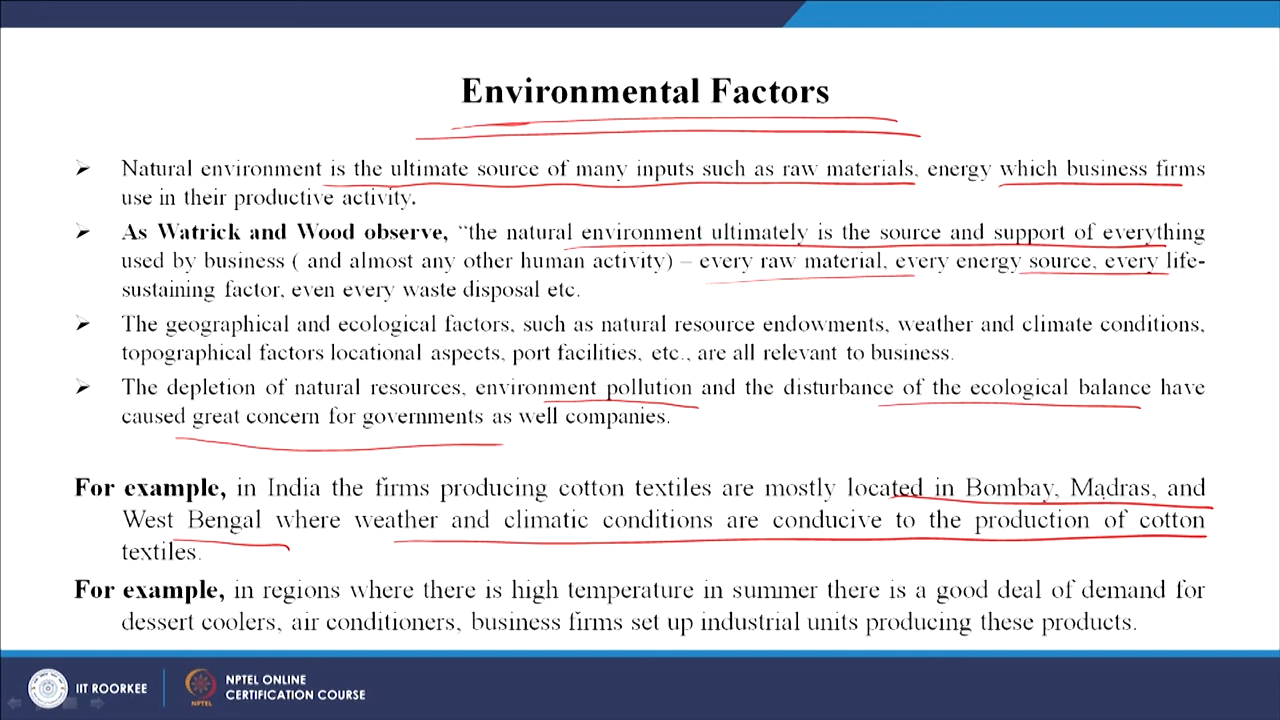 Environmental Factors
➢ Natural environment is the ultimate source of many inputs such as raw materials, energy which business firms
use in their productive activity.
➢ As Watrick and Wood observe, “the natural environment ultimately is the source and support of everything
used by business ( and almost any other human activity) – every raw material, every energy source, every life-
sustaining factor, even every waste disposal etc.
➢ The geographical and ecological factors, such as natural resource endowments, weather and climate conditions,
topographical factors locational aspects, port facilities, etc., are all relevant to business.
➢ The depletion of natural resources, environment pollution and the disturbance of the ecological balance have
caused great concern for governments as well companies.
For example, in India the firms producing cotton textiles are mostly located in Bombay, Madras, and
West Bengal where weather and climatic conditions are conducive to the production of cotton
textiles.
For example, in regions where there is high temperature in summer there is a good deal of demand for
dessert coolers, air conditioners, business firms set up industrial units producing these products.
IIT ROORKEE
NPTEL
NPTEL ONLINE
CERTIFICATION COURSE